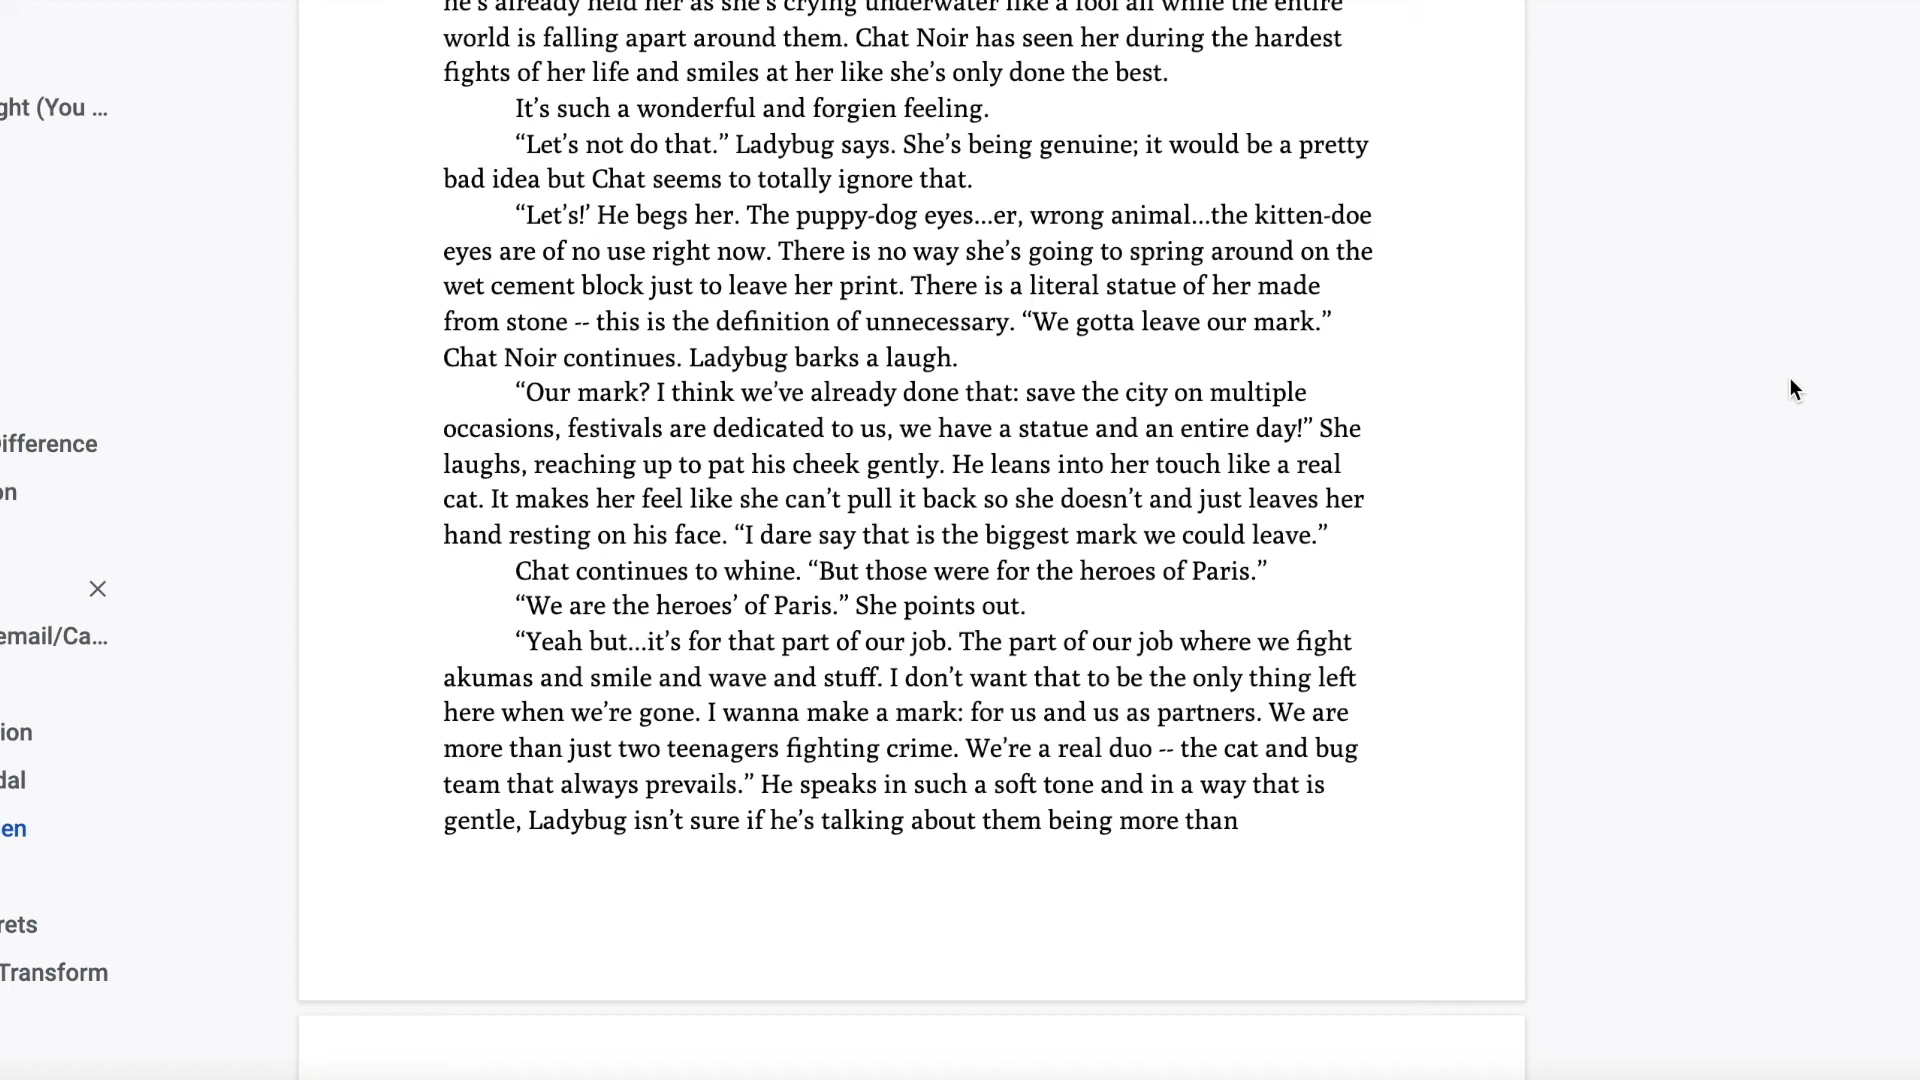 he's already held her as she's crying underwater like a fool all while the entire
world is falling apart around them. Chat Noir has seen her during the hardest
fights of her life and smiles at her like she’s only done the best.
It’s such a wonderful and forgien feeling.
“Let’s not do that.” Ladybug says. She’s being genuine; it would be a pretty
bad idea but Chat seems to totally ignore that.
“Let’s!’ He begs her. The puppy-dog eyes...er, wrong animal...the kitten-doe
eyes are of no use right now. There is no way she’s going to spring around on the
wet cement block just to leave her print. There is a literal statue of her made
from stone -- this is the definition of unnecessary. “We gotta leave our mark.”
Chat Noir continues. Ladybug barks a laugh.
“Our mark? I think we’ve already done that: save the city on multiple
occasions, festivals are dedicated to us, we have a statue and an entire day!” She
laughs, reaching up to pat his cheek gently. He leans into her touch like a real
cat. It makes her feel like she can’t pull it back so she doesn’t and just leaves her
hand resting on his face. “I dare say that is the biggest mark we could leave.”
Chat continues to whine. “But those were for the heroes of Paris.”
“We are the heroes’ of Paris.” She points out.
“Yeah but...it’s for that part of our job. The part of our job where we fight
akumas and smile and wave and stuff. I don’t want that to be the only thing left
here when we’re gone. I wanna make a mark: for us and us as partners. We are
more than just two teenagers fighting crime. We’re a real duo -- the cat and bug
team that always prevails.” He speaks in such a soft tone and in a way that is
gentle, Ladybug isn’t sure if he’s talking about them being more than
ght (You ...
ifference
on
email/Ca...
ion
dal
en
rets
Transform